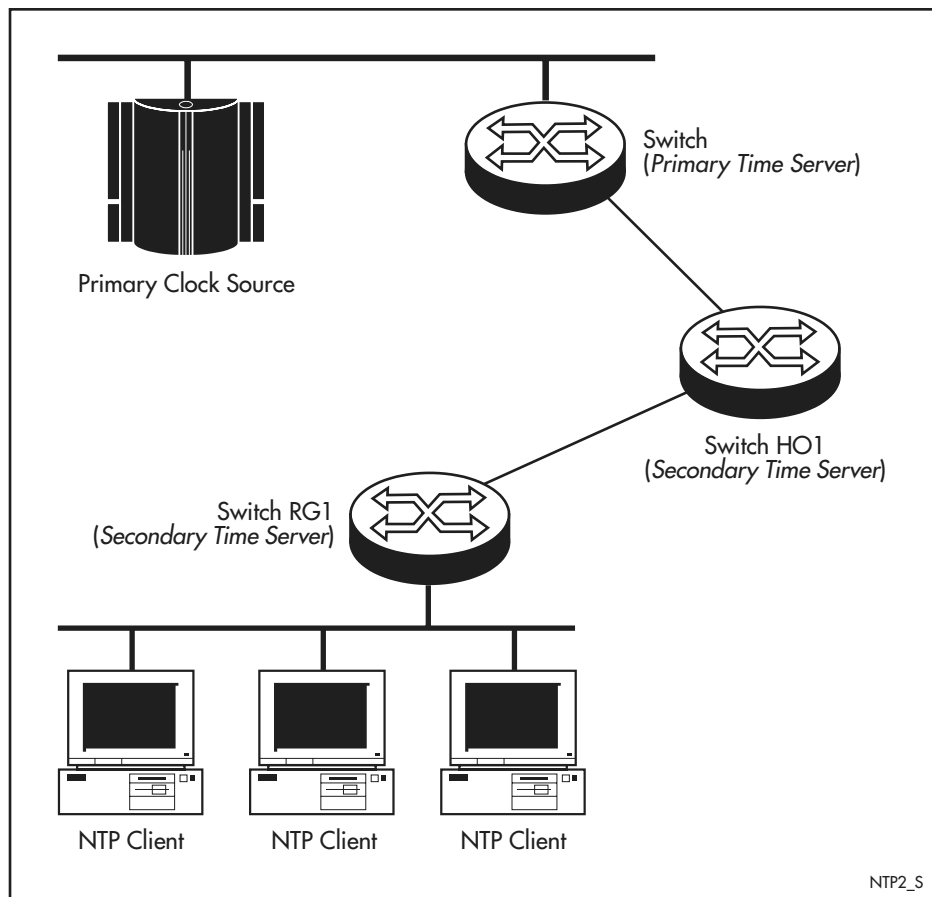 Switch
(Primary Time Server)
Primary Clock Source
Switch HO1
(Secondary Time Server)
Switch RG1
(Secondary Time Server)
NTP Client
NTP Client
NTP Client
NTP2_S